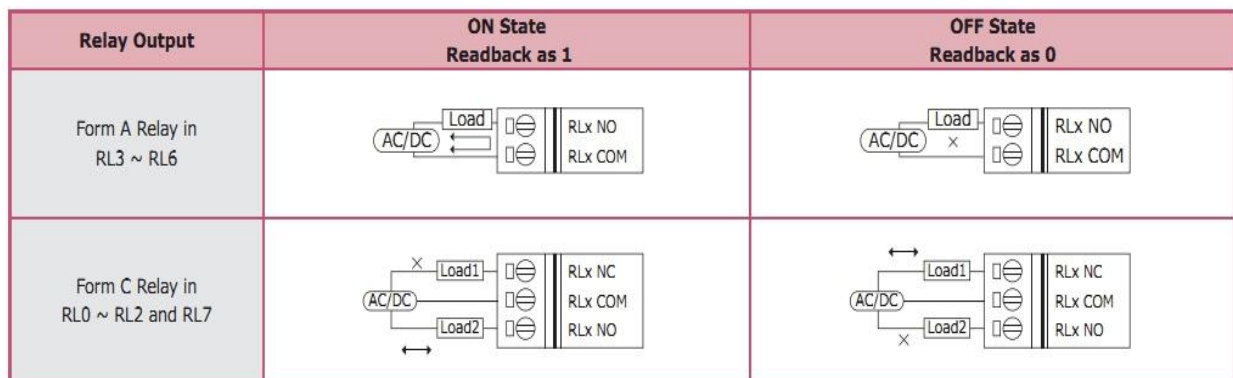 Relay Output
ON State
Readback as 1
OFF State
Readback as 0
Form A Relay in
RL3 ~ RL6
Load
AC/DC
RLx NO
RLx COM
Load
AC/DC
×
RLx NO
RLx COM
Form C Relay in
RL0 ~ RL2 and RL7
×
Load1
RLx NC
AC/DC
RLx COM
Load2
RLx NO
Load1
RLx NC
AC/DC
RLx COM
Load2
×
RLx NO